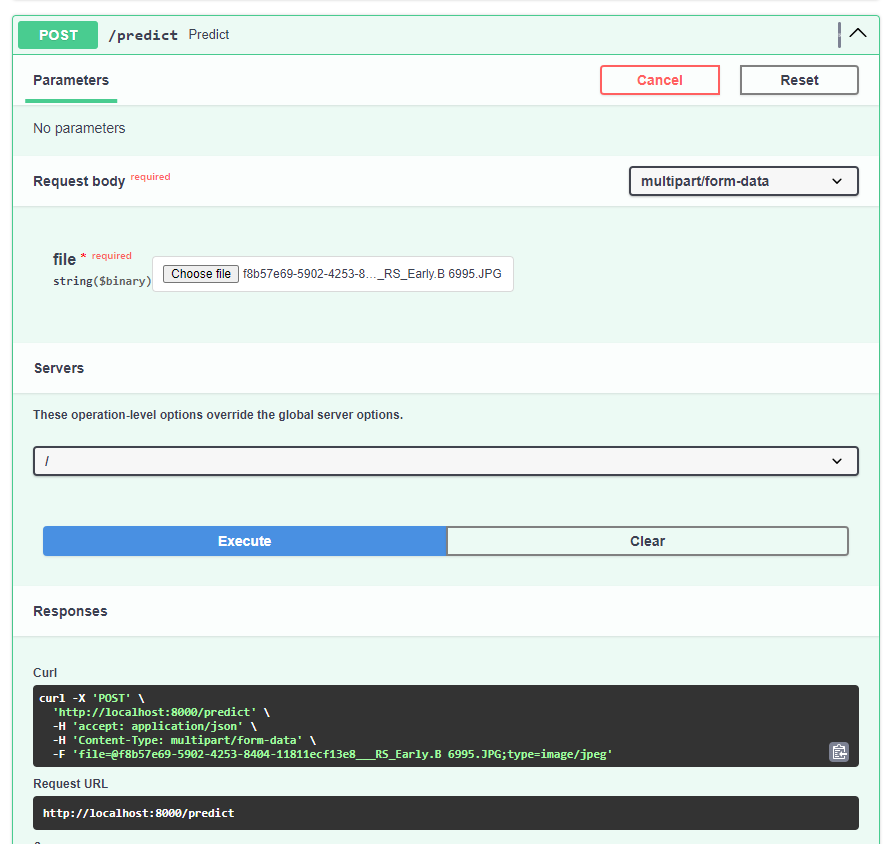 POST /predict Predict
Parameters Cancel Reset
No parameters
Request body required multipart/form-data
file * required
string($binary) Choose file f8b57e69-5902-4253-8..._RS_Early.B 6995.JPG
Servers
These operation-level options override the global server options.
/
Execute Clear
Responses
Curl
curl -X 'POST' \
'http://localhost:8000/predict' \
-H 'accept: application/json' \
-H 'Content-Type: multipart/form-data' \
-F 'file=@f8b57e69-5902-4253-8404-11811ecf13e8___RS_Early.B 6995.JPG;type=image/jpeg'
Request URL
http://localhost:8000/predict